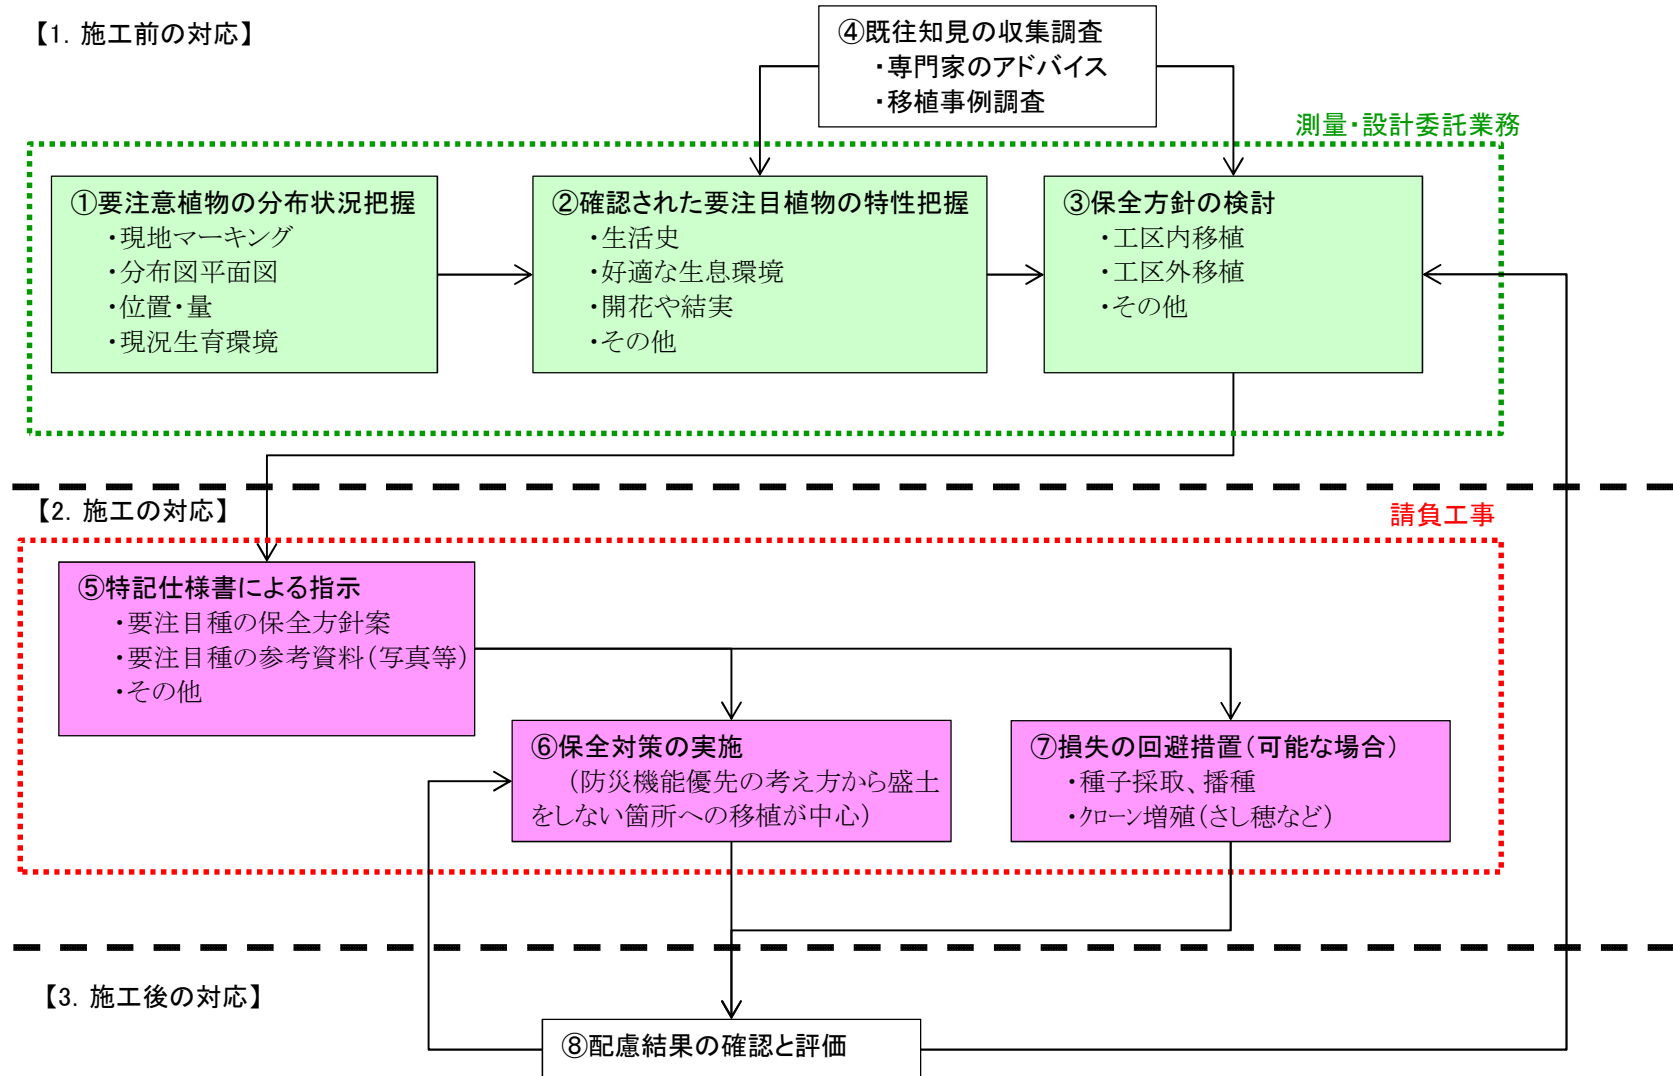 【1. 施工前の対応】
④既往知見の収集調査
・専門家のアドバイス
・移植事例調査
測量・設計委託業務
①要注意植物の分布状況把握
・現地マーキング
・分布図平面図
・位置・量
・現況生育環境
②確認された要注目植物の特性把握
・生活史
・好適な生息環境
・開花や結実
・その他
③保全方針の検討
・工区内移植
・工区外移植
・その他
【2. 施工の対応】
請負工事
⑤特記仕様書による指示
・要注目種の保全方針案
・要注目種の参考資料(写真等)
・その他
⑥保全対策の実施
(防災機能優先の考え方から盛土
をしない箇所への移植が中心)
⑦損失の回避措置(可能な場合)
・種子採取、播種
・クローン増殖(さし穂など)
【3. 施工後の対応】
⑧配慮結果の確認と評価